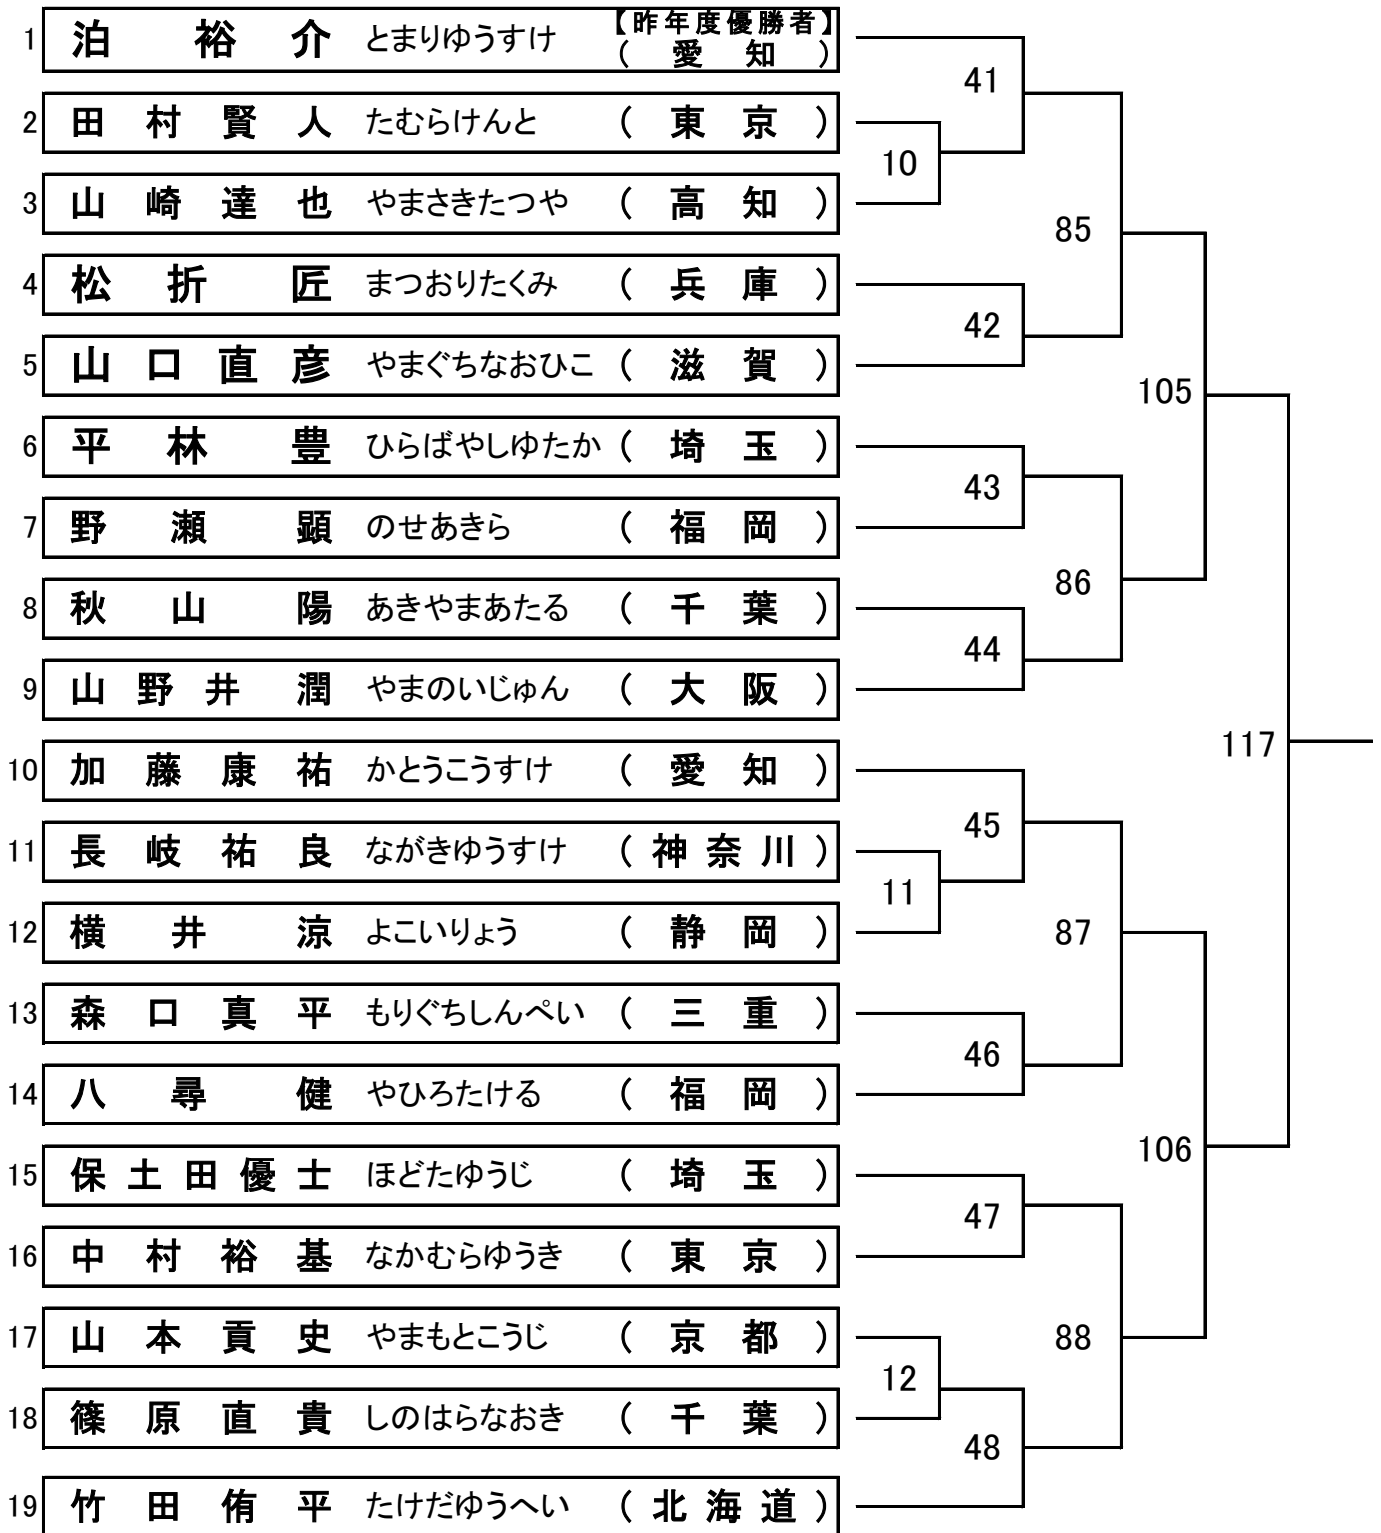 1 泊裕介 とまりゆうすけ 【昨年度優勝者】
(愛知)
41
2 田村賢人 たむらけんと (東京)
10
3 山崎達也 やまさきたつや (高知)
85
4 松折匠 まつおりたくみ (兵庫)
42
5 山口直彦 やまぐちなおひこ (滋賀)
105
6 平林豊 ひらばやしゆたか (埼玉)
43
7 野瀬顕 のせあきら (福岡)
86
8 秋山陽 あきやまあたる (千葉)
44
9 山野井潤 やまのいじゅん (大阪)
117
10 加藤康祐 かとうこうすけ (愛知)
45
11 長岐祐良 ながきゆうすけ (神奈川)
11
12 横井涼 よこいりょう (静岡)
87
13 森口真平 もりぐちしんぺい (三重)
46
14 八尋健 やひろたける (福岡)
106
15 保土田優士 ほどたゆうじ (埼玉)
47
16 中村裕基 なかむらゆうき (東京)
17 山本貢史 やまもとこうじ (京都)
88
12
18 篠原直貴 しのはらなおき (千葉)
48
19 竹田侑平 たけだゆうへい (北海道)